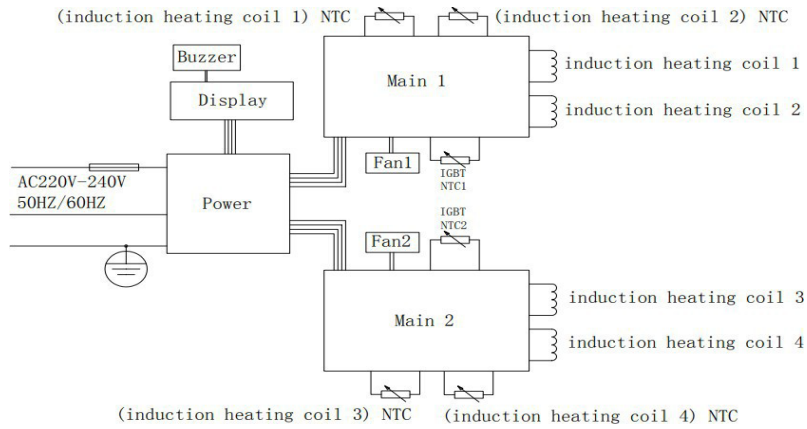 (induction heating coil 1) NTC
(induction heating coil 2) NTC
Buzzer
Display
Main 1
induction heating coil 1
induction heating coil 2
Fan1
IGBT
NTC1
AC220V-240V
50HZ/60HZ
Power
IGBT
NTC2
Fan2
Main 2
induction heating coil 3
induction heating coil 4
(induction heating coil 3) NTC
(induction heating coil 4) NTC